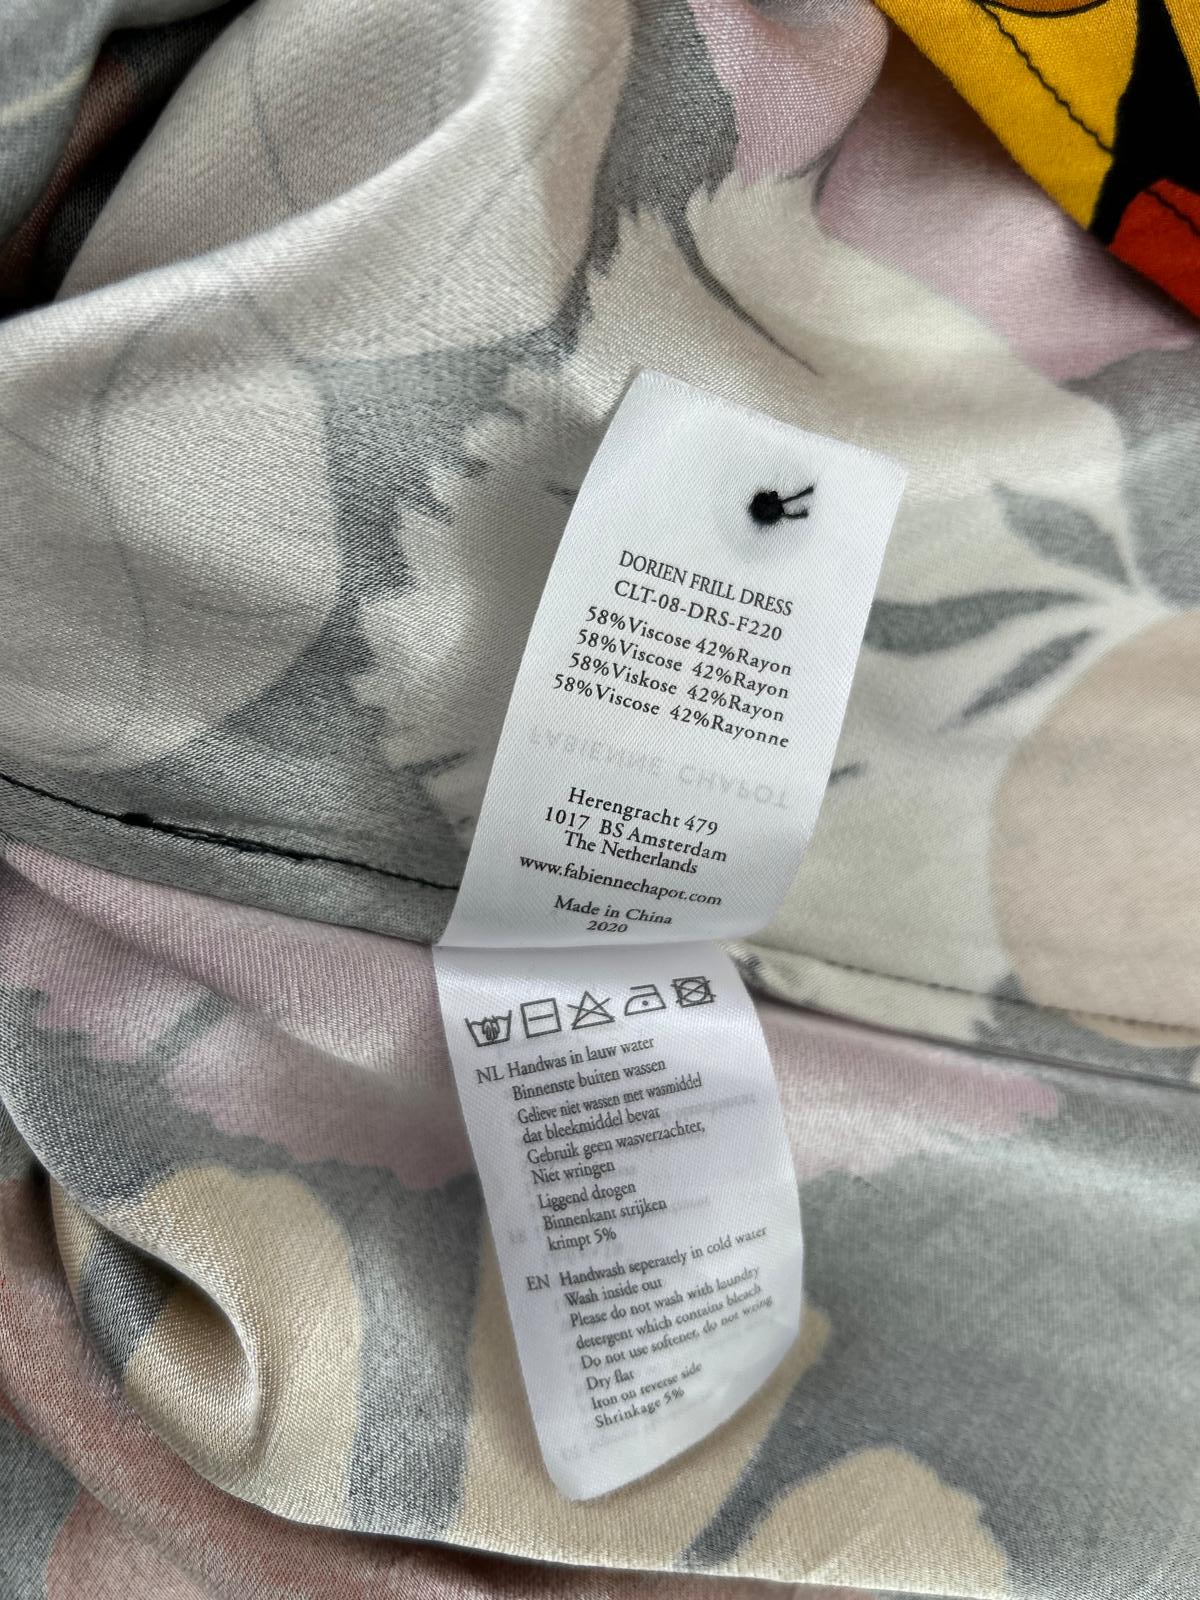 DORIEN FRILL DRESS
CLT-08-DRS-F220
58%Viscose 42%Rayon
58%Viscose 42%Rayon
58%Viskose 42%Rayon
58%Viscose 42%Rayonne
FABIENNE CHAPOT
Herengracht 479
1017 BS Amsterdam
The Netherlands
www.fabiennechapot.com
Made in China
2020
NL Handwas in lauw water
Binnenste buiten wassen
Gelieve niet wassen met wasmiddel
dat bleekmiddel bevat
Gebruik geen wasverzachter,
Niet wringen
Liggend drogen
Binnenkant strijken
krimpt 5%
EN Handwash seperately in cold water
Wash inside out
Please do not wash with laundry
detergent which contains bleach
Do not use softener, do not wring
Dry flat
Iron on reverse side
Shrinkage 5%